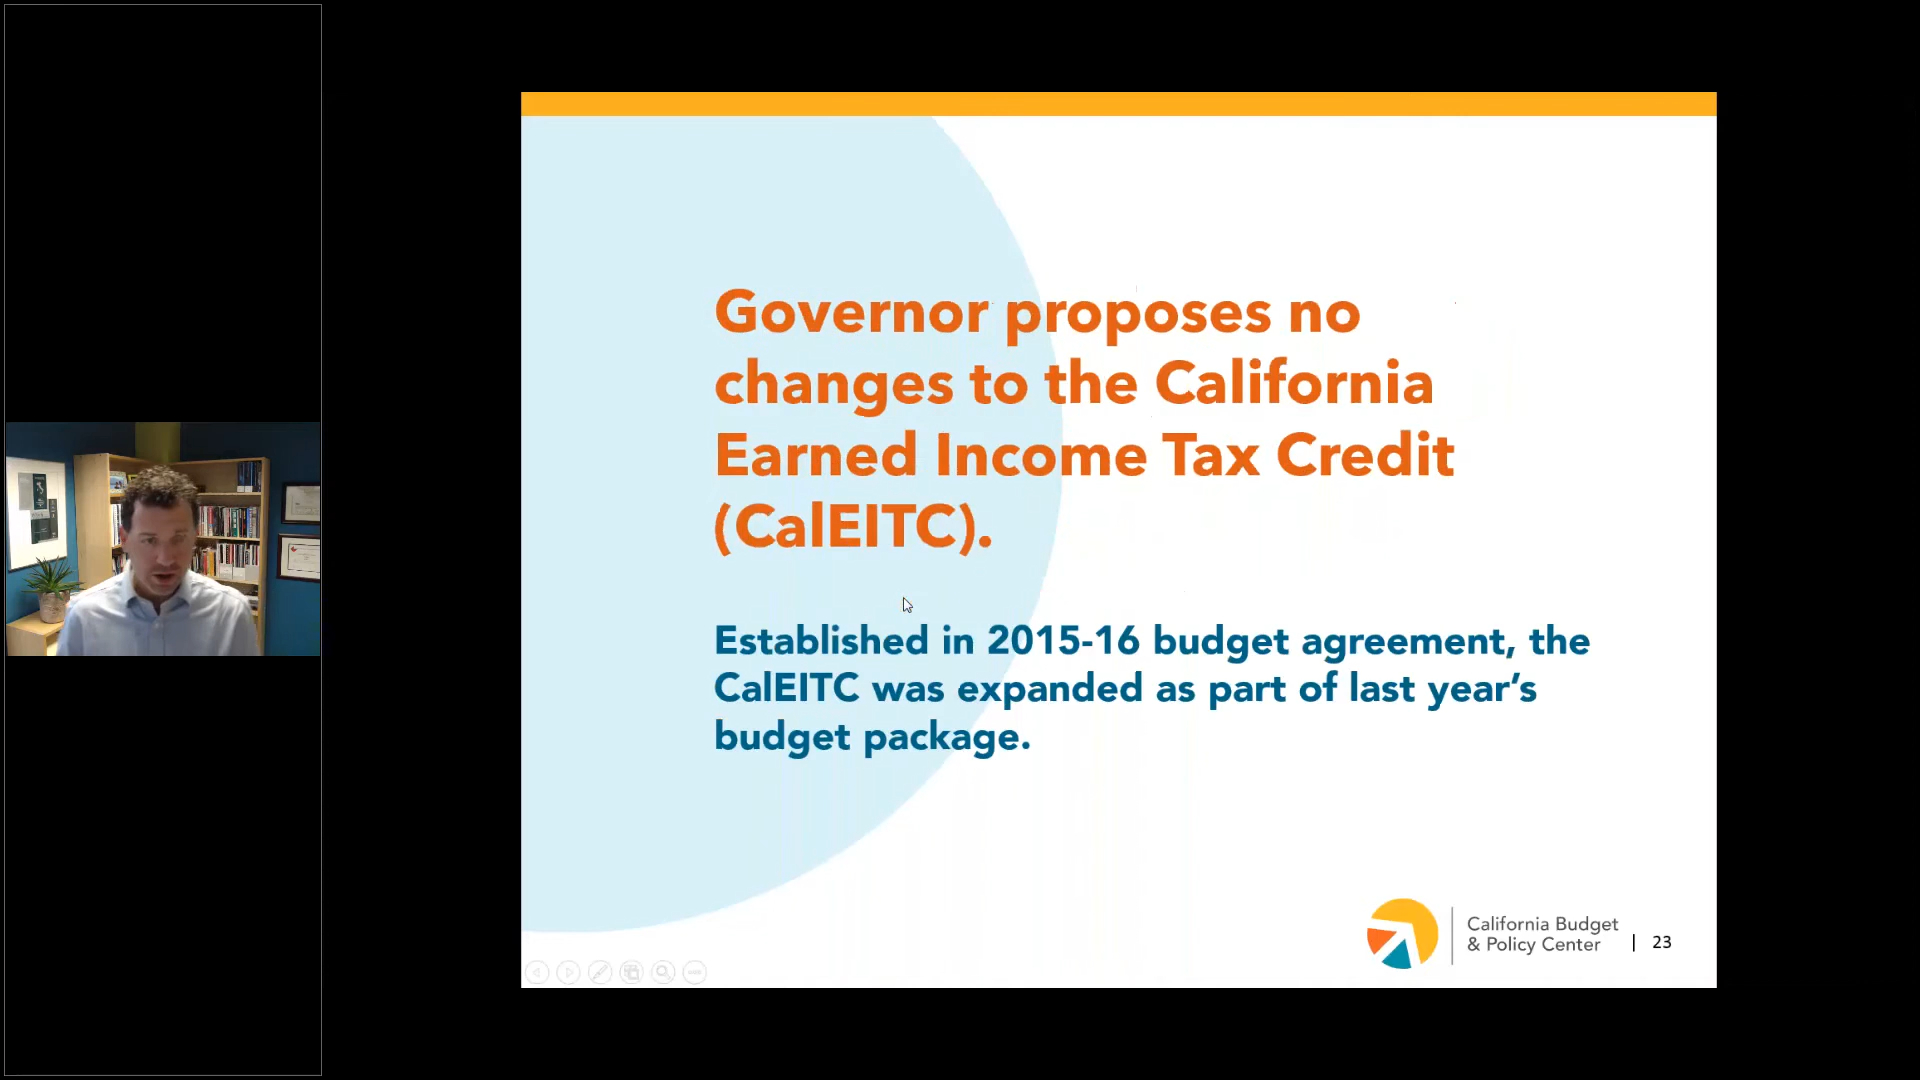 Governor proposes no
changes to the California
Earned Income Tax Credit
(CalEITC).
Established in 2015-16 budget agreement, the
CalEITC was expanded as part of last year’s
budget package.
California Budget
& Policy Center
| 23